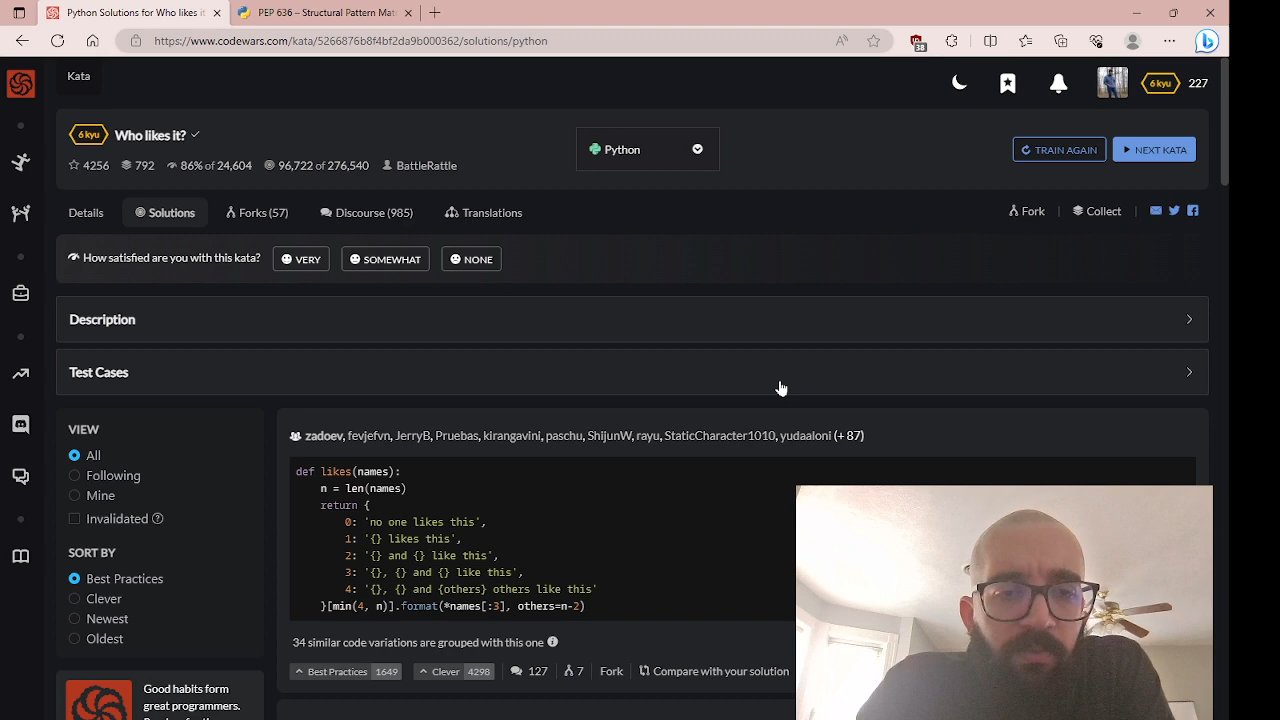 Python Solutions for Who likes it
PEP 636 – Structural Pattern Mat
https://www.codewars.com/kata/5266876b8f4bf2da9b000362/solutions/python
38
Kata
6 kyu 227
6 kyu Who likes it?
4256 792 86% of 24,604 96,722 of 276,540 BattleRattle
Python
TRAIN AGAIN
NEXT KATA
Details Solutions Forks (57) Discourse (985) Translations
Fork | Collect |
How satisfied are you with this kata? VERY SOMEWHAT NONE
Description
Test Cases
VIEW
All
Following
Mine
Invalidated
SORT BY
Best Practices
Clever
Newest
Oldest
Good habits form
great programmers.
zadoev, fevjefvn, JerryB, Pruebas, kirangavini, paschu, ShijunW, rayu, StaticCharacter1010, yudaaloni (+ 87)
def likes(names):
n = len(names)
return {
0: 'no one likes this',
1: '{} likes this',
2: '{} and {} like this',
3: '{}, {} and {} like this',
4: '{}, {} and {others} others like this'
}[min(4, n)].format(*names[:3], others=n-2)
34 similar code variations are grouped with this one
Best Practices 1649 Clever 4298 127 7 Fork Compare with your solution